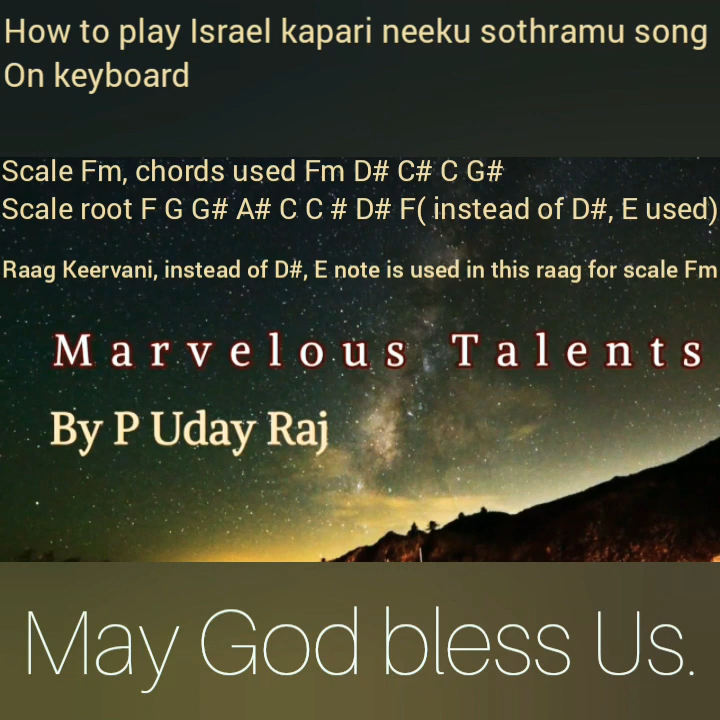 How to play Israel kapari neeku sothramu song
On keyboard
Scale Fm, chords used Fm D# C# C G#
Scale root F G G# A# C C # D# F( instead of D#, E used)
Raag Keervani, instead of D#, E note is used in this raag for scale Fm
Marvelous Talents
By P Uday Raj
May God bless Us.